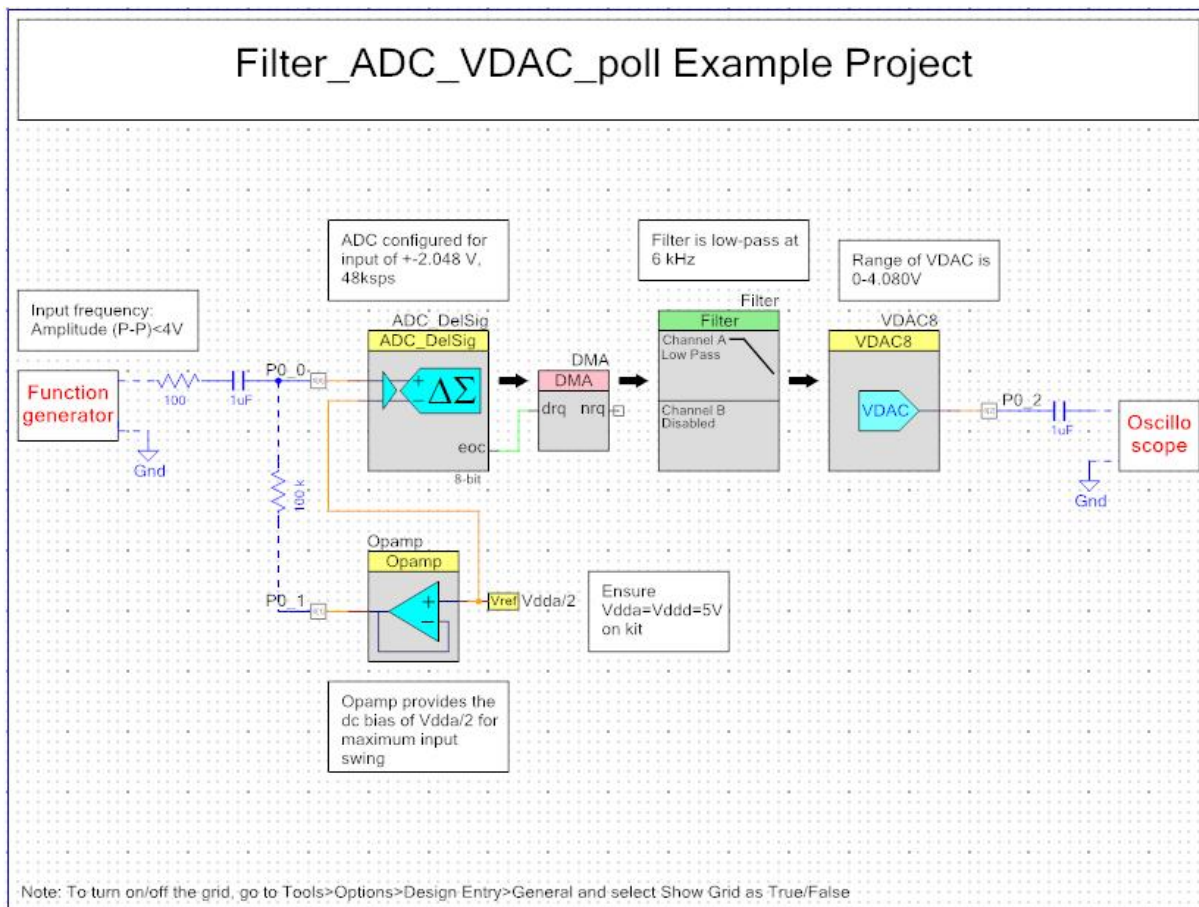 Filter_ADC_VDAC_poll Example Project
ADC configured for
input of +-2.048 V,
48ksps
Filter is low-pass at
6 kHz
Range of VDAC is
0-4.080V
Input frequency:
Amplitude (P-P)<4V
ADC_DelSig
ADC_DelSig
Filter
Filter
Channel A
Low Pass
Channel B
Disabled
VDAC8
VDAC8
VDAC
DMA
DMA
drq
nrq
P0_0
+
-
ΔΣ
eoc
8-bit
Function
generator
100
1uF
Gnd
100 k
P0_2
1uF
Oscillo
scope
Gnd
Opamp
Opamp
+
-
P0_1
Vref
Vdda/2
Ensure
Vdda=Vddd=5V
on kit
Opamp provides the
dc bias of Vdda/2 for
maximum input
swing
Note: To turn on/off the grid, go to Tools>Options>Design Entry>General and select Show Grid as True/False